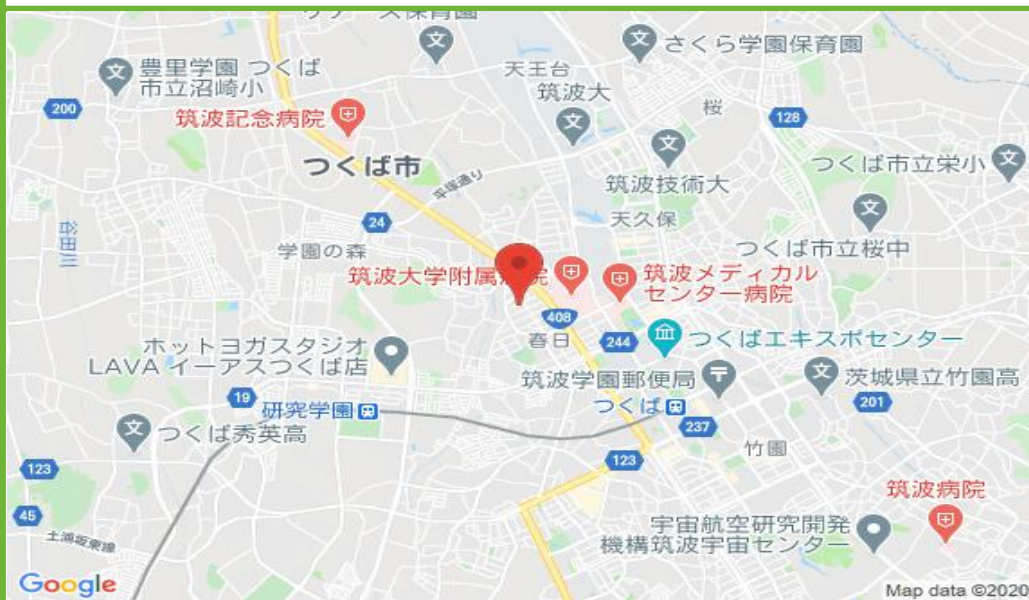 豊里学園 つくば
市立沼崎小
さくら学園保育園
天王台
筑波大
桜
200
筑波記念病院
128
つくば市
平塚通り
筑波技術大
つくば市立栄小
谷田川
24
天久保
学園の森
つくば市立桜中
筑波大学附属
院
筑波メディカル
センター病院
408
春日
244
つくばエキスポセンター
ホットヨガスタジオ
LAVA イーアスつくば店
筑波学園郵便局
茨城県立竹園高
19
研究学園
つくば
201
つくば秀英高
237
竹園
123
123
筑波病院
45
土浦坂東線
宇宙航空研究開発
機構筑波宇宙センター
Google
Map data ©2020